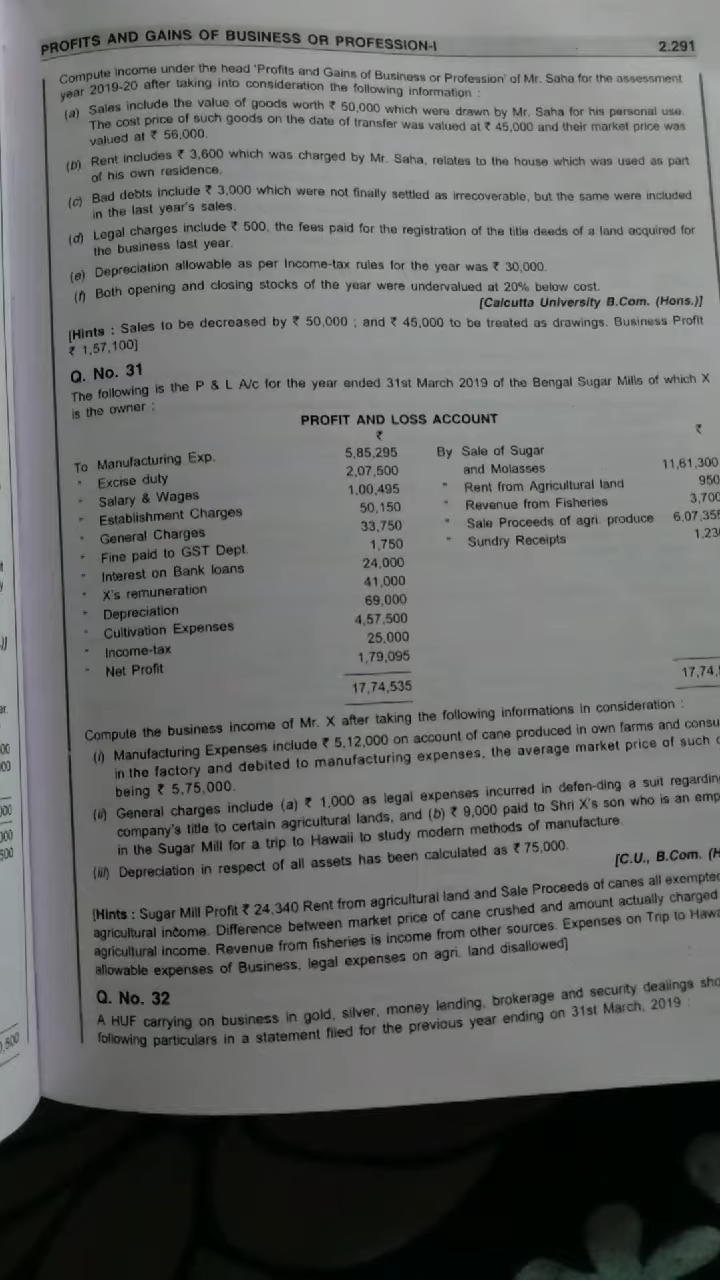 PROFITS AND GAINS OF BUSINESS OR PROFESSION-I 2.291
Compute income under the head 'Profits and Gains of Business or Profession' of Mr. Saha for the assessment
year 2019-20 after taking into consideration the following information :
(a) Sales include the value of goods worth ₹ 50,000 which were drawn by Mr. Saha for his personal use.
The cost price of such goods on the date of transfer was valued at ₹ 45,000 and their market price was
valued at ₹ 56,000.
(b) Rent includes ₹ 3,600 which was charged by Mr. Saha, relates to the house which was used as part
of his own residence.
(c) Bad debts include ₹ 3,000 which were not finally settled as irrecoverable, but the same were included
in the last year's sales.
(d) Legal charges include ₹ 500, the fees paid for the registration of the title deeds of a land acquired for
the business last year.
(e) Depreciation allowable as per Income-tax rules for the year was ₹ 30,000.
(f) Both opening and closing stocks of the year were undervalued at 20% below cost.
[Calcutta University B.Com. (Hons.)]
[Hints : Sales to be decreased by ₹ 50,000 ; and ₹ 45,000 to be treated as drawings. Business Profit
₹ 1,57,100]
Q. No. 31
The following is the P & L A/c for the year ended 31st March 2019 of the Bengal Sugar Mills of which X
is the owner :
PROFIT AND LOSS ACCOUNT
₹ ₹
To Manufacturing Exp. 5,85,295 By Sale of Sugar
" Excise duty 2,07,500 and Molasses 11,61,300
" Salary & Wages 1,00,495 " Rent from Agricultural land 950
" Establishment Charges 50,150 " Revenue from Fisheries 3,700
" General Charges 33,750 " Sale Proceeds of agri. produce 6,07,355
" Fine paid to GST Dept. 1,750 " Sundry Receipts 1,23
" Interest on Bank loans 24,000
" X's remuneration 41,000
" Depreciation 69,000
" Cultivation Expenses 4,57,500
" Income-tax 25,000
" Net Profit 1,79,095
17,74,535 17,74,
Compute the business income of Mr. X after taking the following informations in consideration :
(i) Manufacturing Expenses include ₹ 5,12,000 on account of cane produced in own farms and consu
in the factory and debited to manufacturing expenses, the average market price of such
being ₹ 5,75,000.
(ii) General charges include (a) ₹ 1,000 as legal expenses incurred in defen-ding a suit regardin
company's title to certain agricultural lands, and (b) ₹ 9,000 paid to Shri X's son who is an emp
in the Sugar Mill for a trip to Hawaii to study modern methods of manufacture.
(iii) Depreciation in respect of all assets has been calculated as ₹ 75,000.
[C.U., B.Com. (H
[Hints : Sugar Mill Profit ₹ 24,340 Rent from agricultural land and Sale Proceeds of canes all exempted
agricultural income. Difference between market price of cane crushed and amount actually charged
agricultural income. Revenue from fisheries is income from other sources. Expenses on Trip to Hawa
allowable expenses of Business, legal expenses on agri. land disallowed]
Q. No. 32
A HUF carrying on business in gold, silver, money lending, brokerage and security dealings sho
following particulars in a statement filed for the previous year ending on 31st March, 2019 :